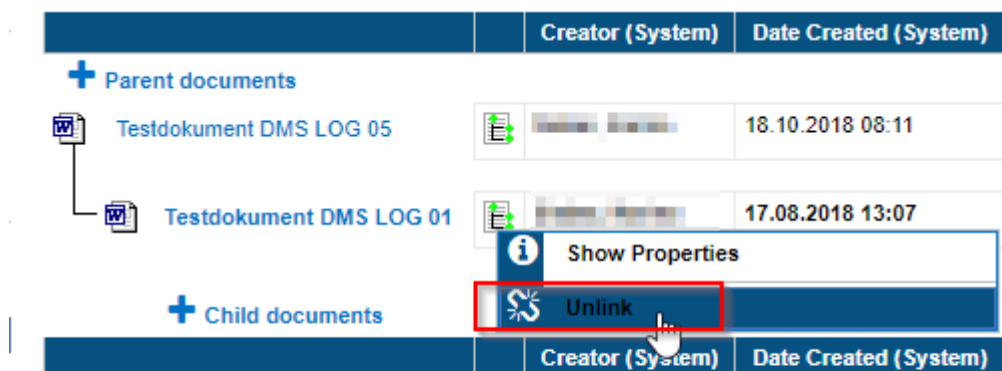 Creator (System) Date Created (System)
Parent documents
Testdokument DMS LOG 05 18.10.2018 08:11
Testdokument DMS LOG 01 17.08.2018 13:07
Show Properties
Unlink
Child documents
Creator (System) Date Created (System)